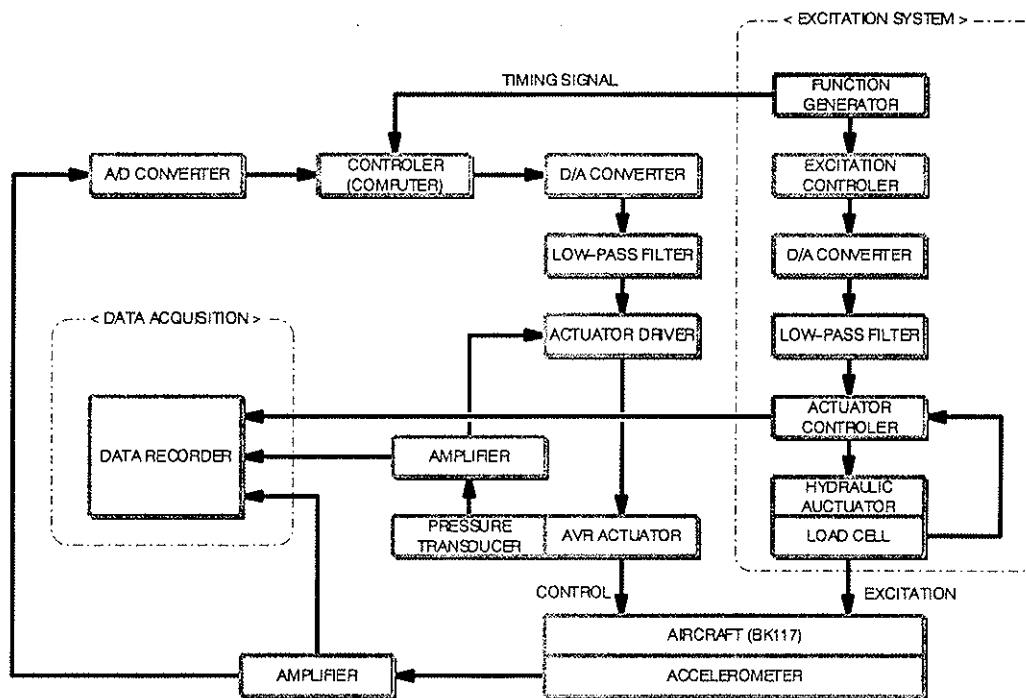 < EXCITATION SYSTEM >
TIMING SIGNAL
FUNCTION
GENERATOR
A/D CONVERTER
CONTROLER
(COMPUTER)
D/A CONVERTER
EXCITATION
CONTROLER
LOW-PASS FILTER
D/A CONVERTER
< DATA ACQUISITION >
ACTUATOR DRIVER
LOW-PASS FILTER
ACTUATOR
CONTROLER
DATA RECORDER
AMPLIFIER
HYDRAULIC
AUCTUATOR
PRESSURE
TRANSDUCER
AVR ACTUATOR
LOAD CELL
CONTROL
EXCITATION
AIRCRAFT (BK117)
AMPLIFIER
ACCELEROMETER